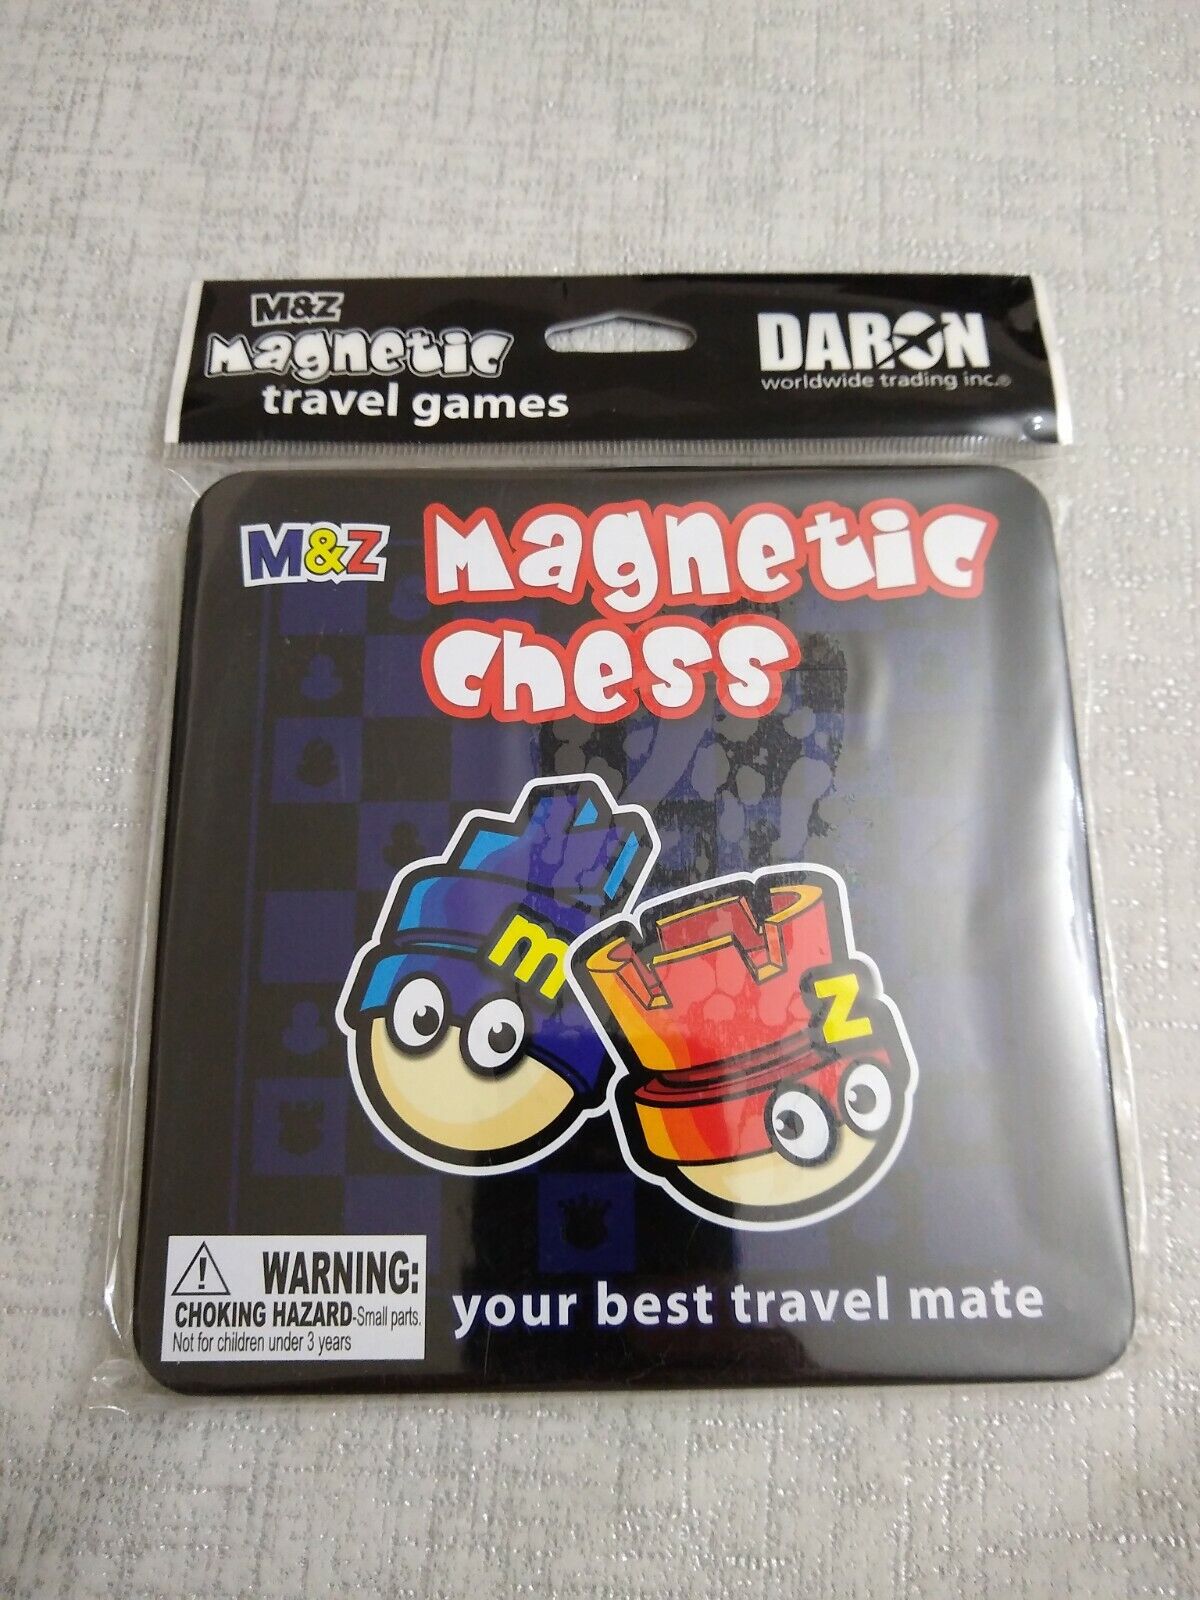 M&Z
Magnetic
travel games
DARON
worldwide trading inc.®
M&Z
Magnetic
Chess
m
z
WARNING:
CHOKING HAZARD-Small parts.
Not for children under 3 years
your best travel mate